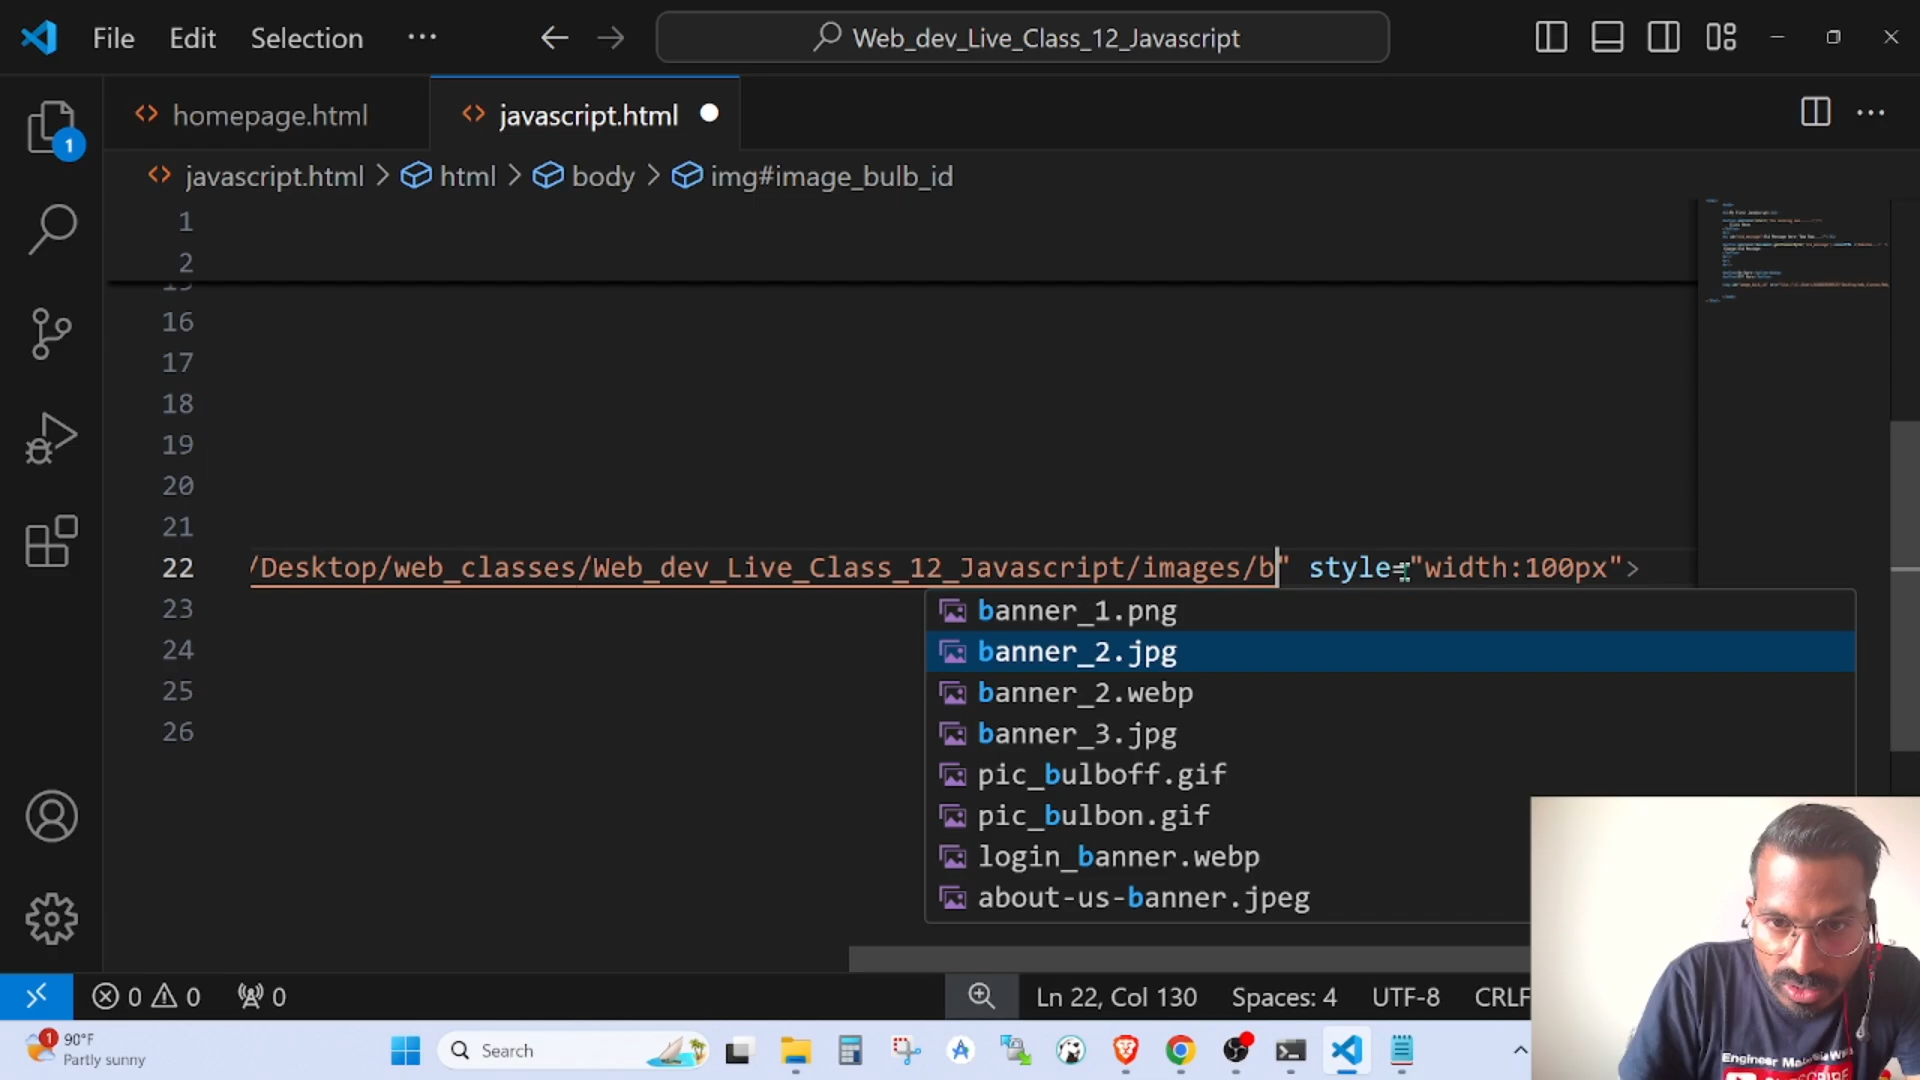 File Edit Selection ··· Web_dev_Live_Class_12_Javascript
homepage.html javascript.html
1
javascript.html > html > body > img#image_bulb_id
1
2
16
17
18
19
20
21
22 /Desktop/web_classes/Web_dev_Live_Class_12_Javascript/images/b" style="width:100px">
23
24
25
26
banner_1.png
banner_2.jpg
banner_2.webp
banner_3.jpg
pic_bulboff.gif
pic_bulbon.gif
login_banner.webp
about-us-banner.jpeg
0 0 0 Ln 22, Col 130 Spaces: 4 UTF-8 CRLF
1 90°F
Partly sunny
Search